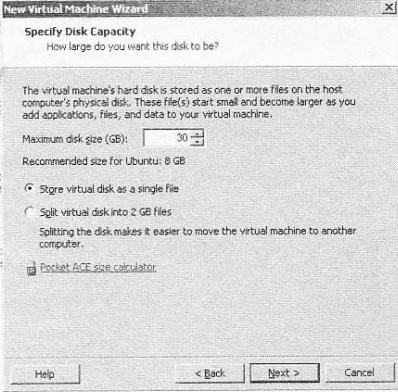 New Virtual Machine Wizard
Specify Disk Capacity
How large do you want this disk to be?
The virtual machine's hard disk is stored as one or more files on the host
computer's physical disk. These file(s) start small and become larger as you
add applications, files, and data to your virtual machine.
Maximum disk size (GB): 30
Recommended size for Ubuntu: 8 GB
Store virtual disk as a single file
Split virtual disk into 2 GB files
Splitting the disk makes it easier to move the virtual machine to another
computer.
Pocket ACE size calculator
Help < Back Next > Cancel